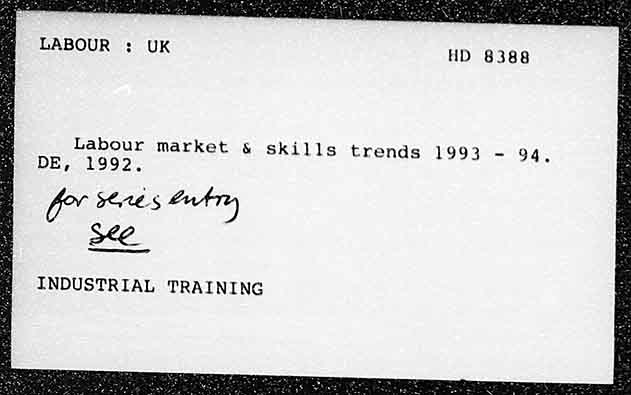 LABOUR : UK
HD 8388
Labour market & skills trends 1993 - 94.
DE, 1992.
for series entry
see
INDUSTRIAL TRAINING